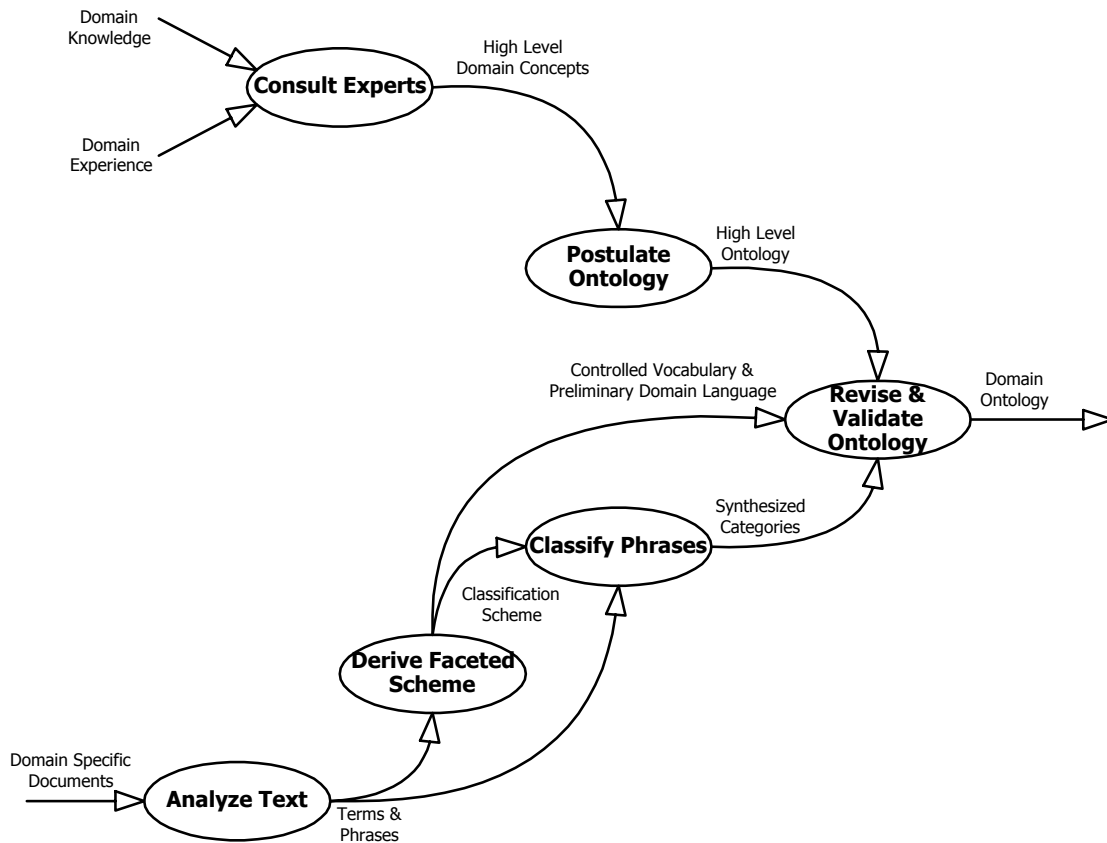 Domain
Knowledge
High Level
Domain Concepts
Consult Experts
Domain
Experience
Postulate
Ontology
High Level
Ontology
Controlled Vocabulary &
Preliminary Domain Language
Revise &
Validate
Ontology
Domain
Ontology
Synthesized
Categories
Classify Phrases
Classification
Scheme
Derive Faceted
Scheme
Domain Specific
Documents
Analyze Text
Terms &
Phrases